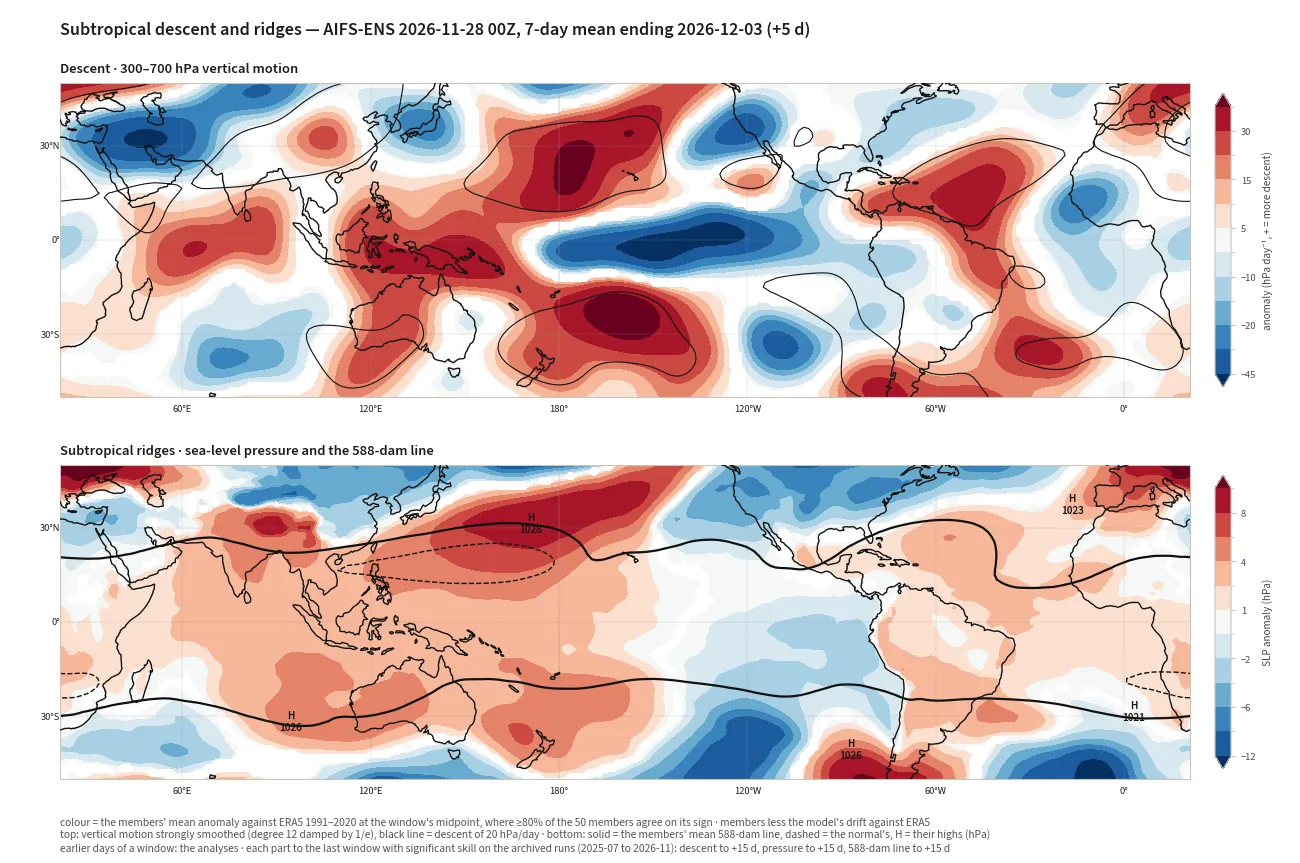 Subtropical descent and ridges — AIFS-ENS 2026-11-28 00Z, 7-day mean ending 2026-12-03 (+5 d)
Descent · 300–700 hPa vertical motion
30°N
0°
30°S
60°E
120°E
180°
120°W
60°W
0°
30
15
5
−10
−20
−45
anomaly (hPa day⁻¹, + = more descent)
Subtropical ridges · sea-level pressure and the 588-dam line
H
1028
H
1023
H
1026
H
1026
H
1021
30°N
0°
30°S
60°E
120°E
180°
120°W
60°W
0°
8
4
1
−2
−6
−12
SLP anomaly (hPa)
colour = the members' mean anomaly against ERA5 1991–2020 at the window's midpoint, where ≥80% of the 50 members agree on its sign · members less the model's drift against ERA5
top: vertical motion strongly smoothed (degree 12 damped by 1/e), black line = descent of 20 hPa/day · bottom: solid = the members' mean 588-dam line, dashed = the normal's, H = their highs (hPa)
earlier days of a window: the analyses · each part to the last window with significant skill on the archived runs (2025-07 to 2026-11): descent to +15 d, pressure to +15 d, 588-dam line to +15 d